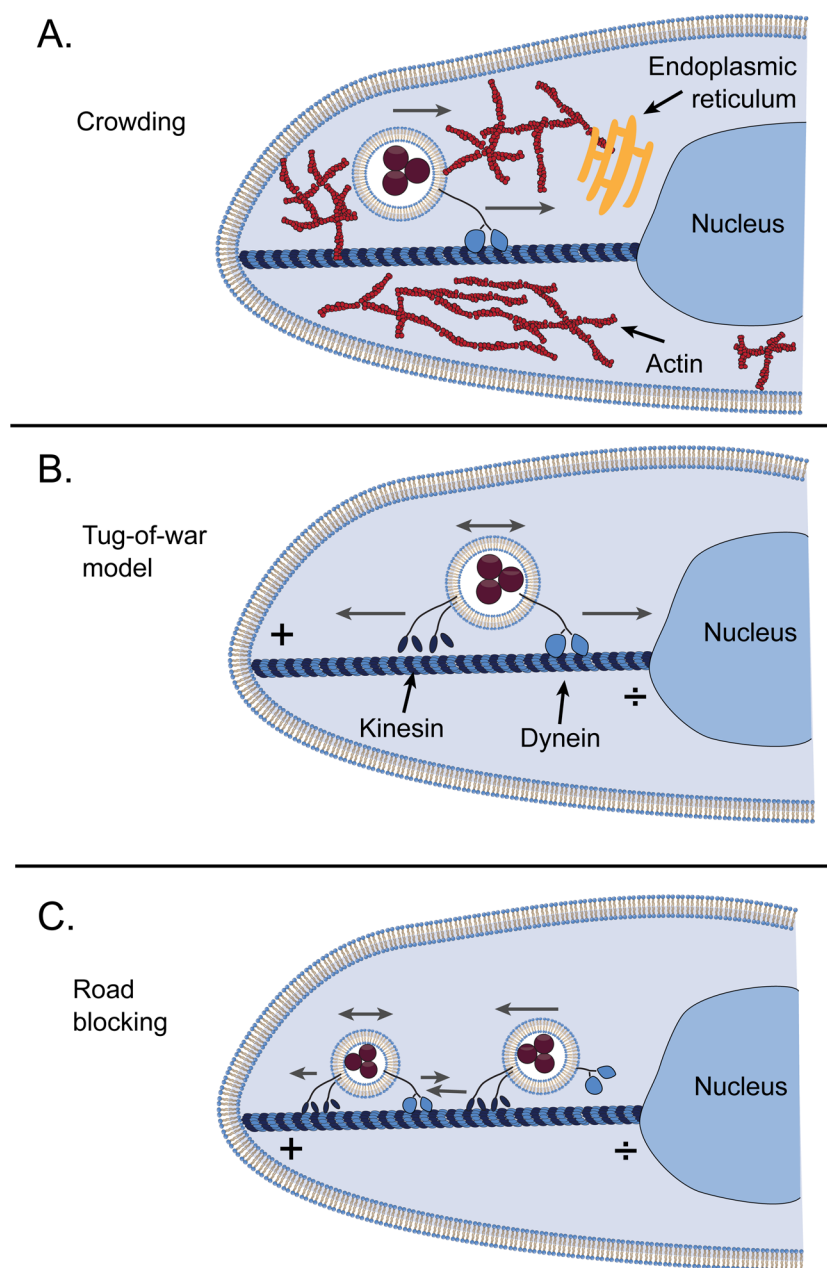 A.
Crowding
Endoplasmic
reticulum
Nucleus
Actin
B.
Tug-of-war
model
Nucleus
+
÷
Kinesin
Dynein
C.
Road
blocking
Nucleus
+
÷